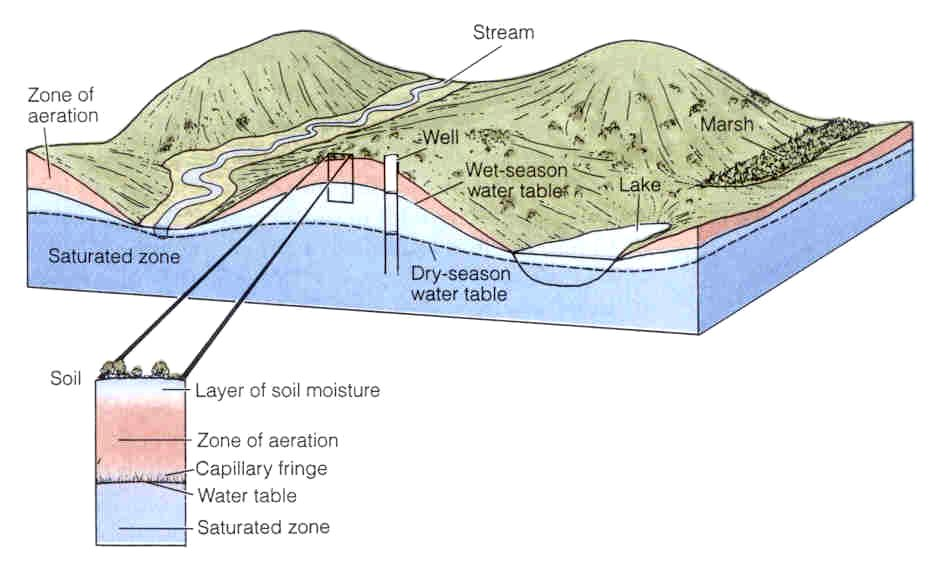 Stream
Zone of
aeration
Well
Marsh
Wet-season
water table
Lake
Saturated zone
Dry-season
water table
Soil
Layer of soil moisture
Zone of aeration
Capillary fringe
Water table
Saturated zone